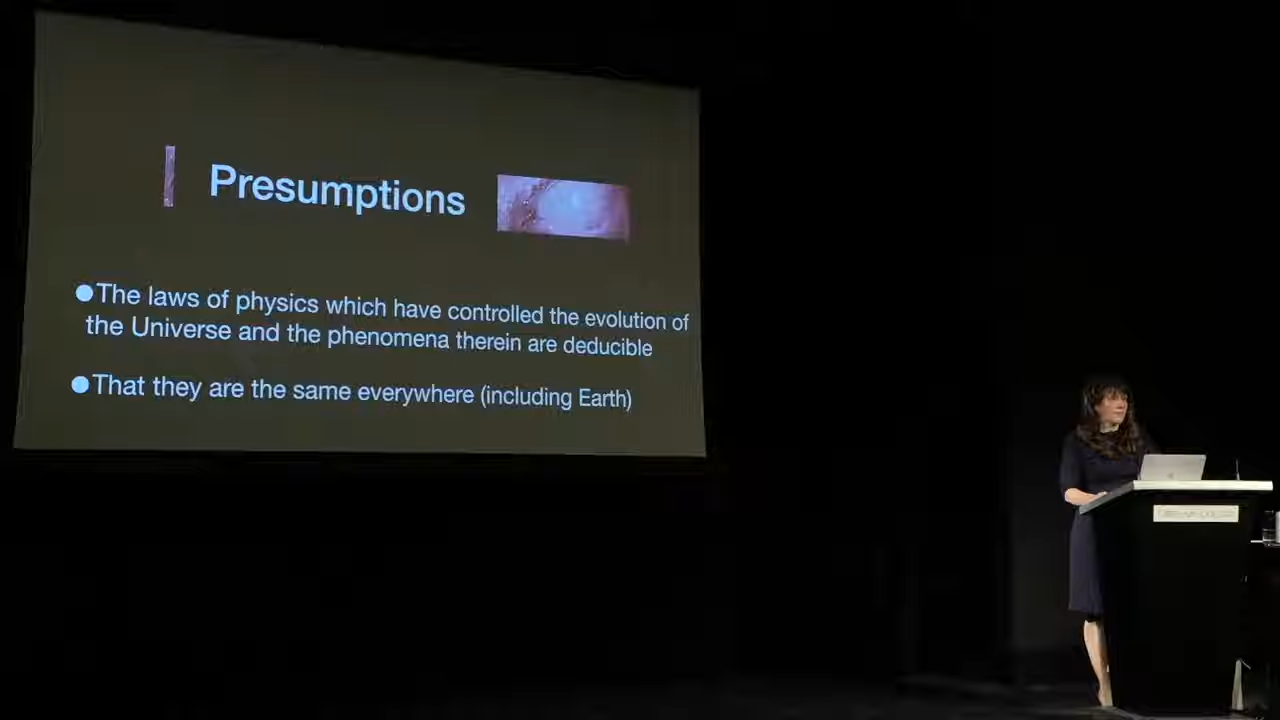 Presumptions
●The laws of physics which have controlled the evolution of
the Universe and the phenomena therein are deducible
●That they are the same everywhere (including Earth)